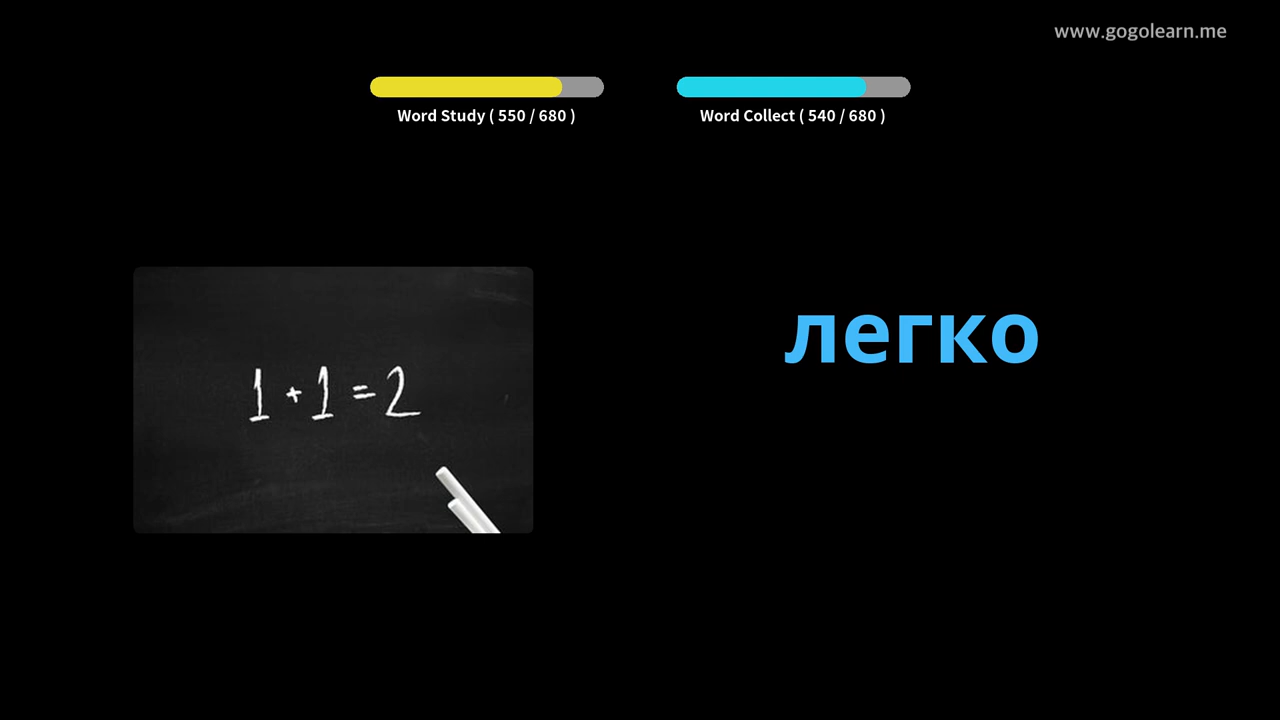 www.gogolearn.me
Word Study ( 550 / 680 )
Word Collect ( 540 / 680 )
легко
1 + 1 = 2